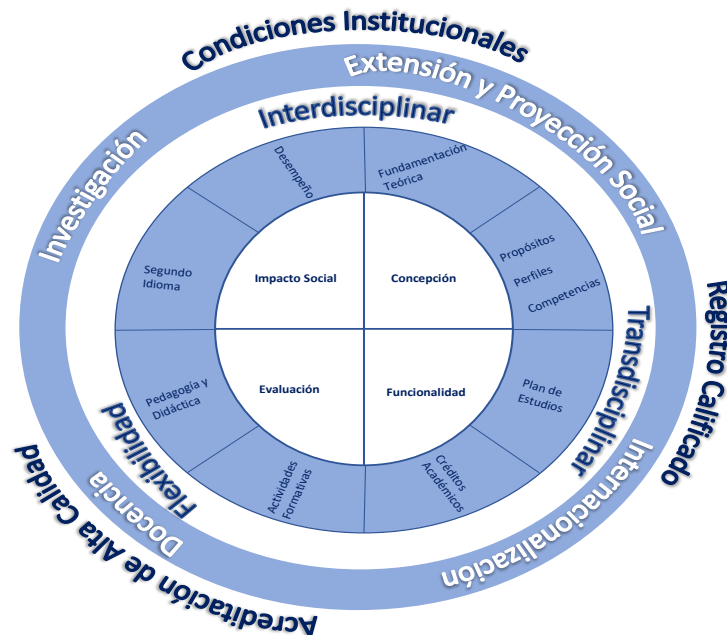 Condiciones Institucionales
Extensión y Proyección Social
Investigación
Interdisciplinar
Desempeño
Fundamentación
Teórica
Propósitos
Perfiles
Competencias
Segundo
Idioma
Impacto Social
Concepción
Registro Calificado
Transdisciplinar
Evaluación
Funcionalidad
Pedagogía y
Didáctica
Plan de
Estudios
Flexibilidad
Actividades
Formativas
Créditos
Académicos
Docencia
Internacionalización
Acreditación de Alta Calidad